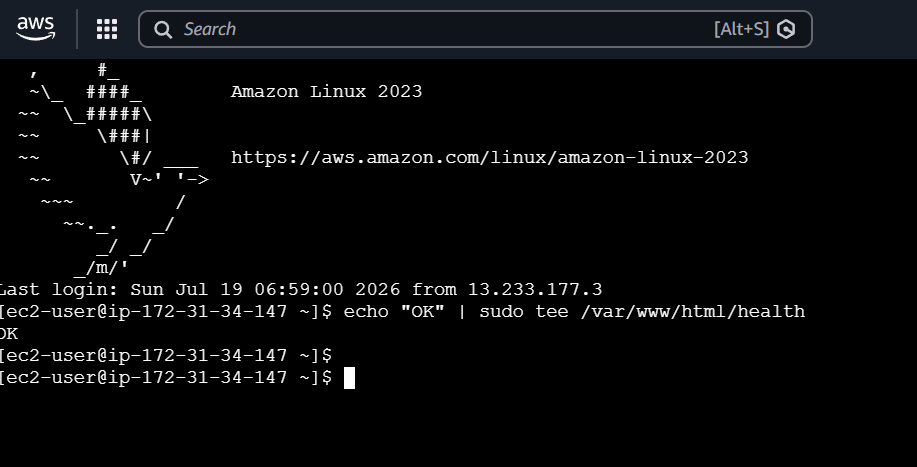 aws
Search
[Alt+S]
,      #_
~\_  ####_        Amazon Linux 2023
~~  \_#####\
~~     \###|
~~       \#/ ___   https://aws.amazon.com/linux/amazon-linux-2023
~~       V~' '->
~~~         /
~~._.   _/
_/ _/
_/m/'
Last login: Sun Jul 19 06:59:00 2026 from 13.233.177.3
[ec2-user@ip-172-31-34-147 ~]$ echo "OK" | sudo tee /var/www/html/health
OK
[ec2-user@ip-172-31-34-147 ~]$
[ec2-user@ip-172-31-34-147 ~]$